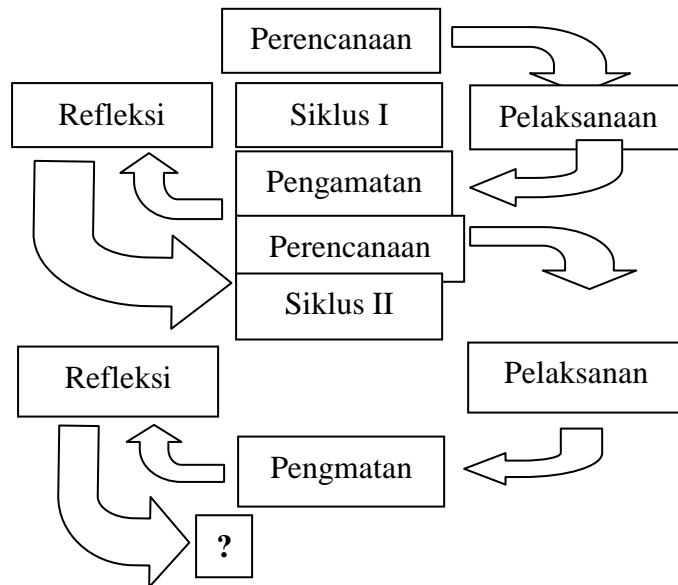 Perencanaan
Refleksi
Siklus I
Pelaksanaan
Pengamatan
Perencanaan
Siklus II
Refleksi
Pelaksanan
Pengmatan
?